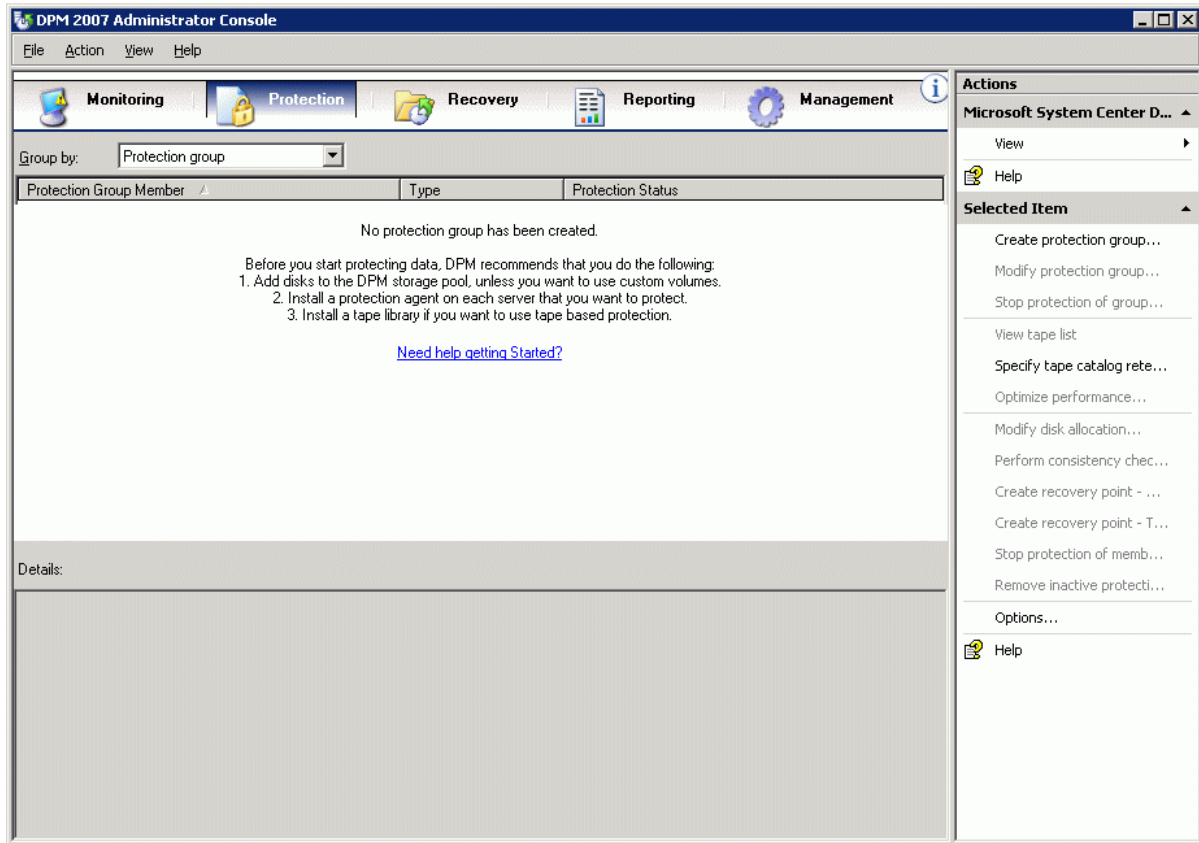 DPM 2007 Administrator Console
File Action View Help
Monitoring Protection Recovery Reporting Management
Group by: Protection group
Protection Group Member Type Protection Status
No protection group has been created.
Before you start protecting data, DPM recommends that you do the following:
1. Add disks to the DPM storage pool, unless you want to use custom volumes.
2. Install a protection agent on each server that you want to protect.
3. Install a tape library if you want to use tape based protection.
Need help getting Started?
Details:
Actions
Microsoft System Center D...
View
Help
Selected Item
Create protection group...
Modify protection group...
Stop protection of group...
View tape list
Specify tape catalog rete...
Optimize performance...
Modify disk allocation...
Perform consistency chec...
Create recovery point - ...
Create recovery point - T...
Stop protection of memb...
Remove inactive protecti...
Options...
Help